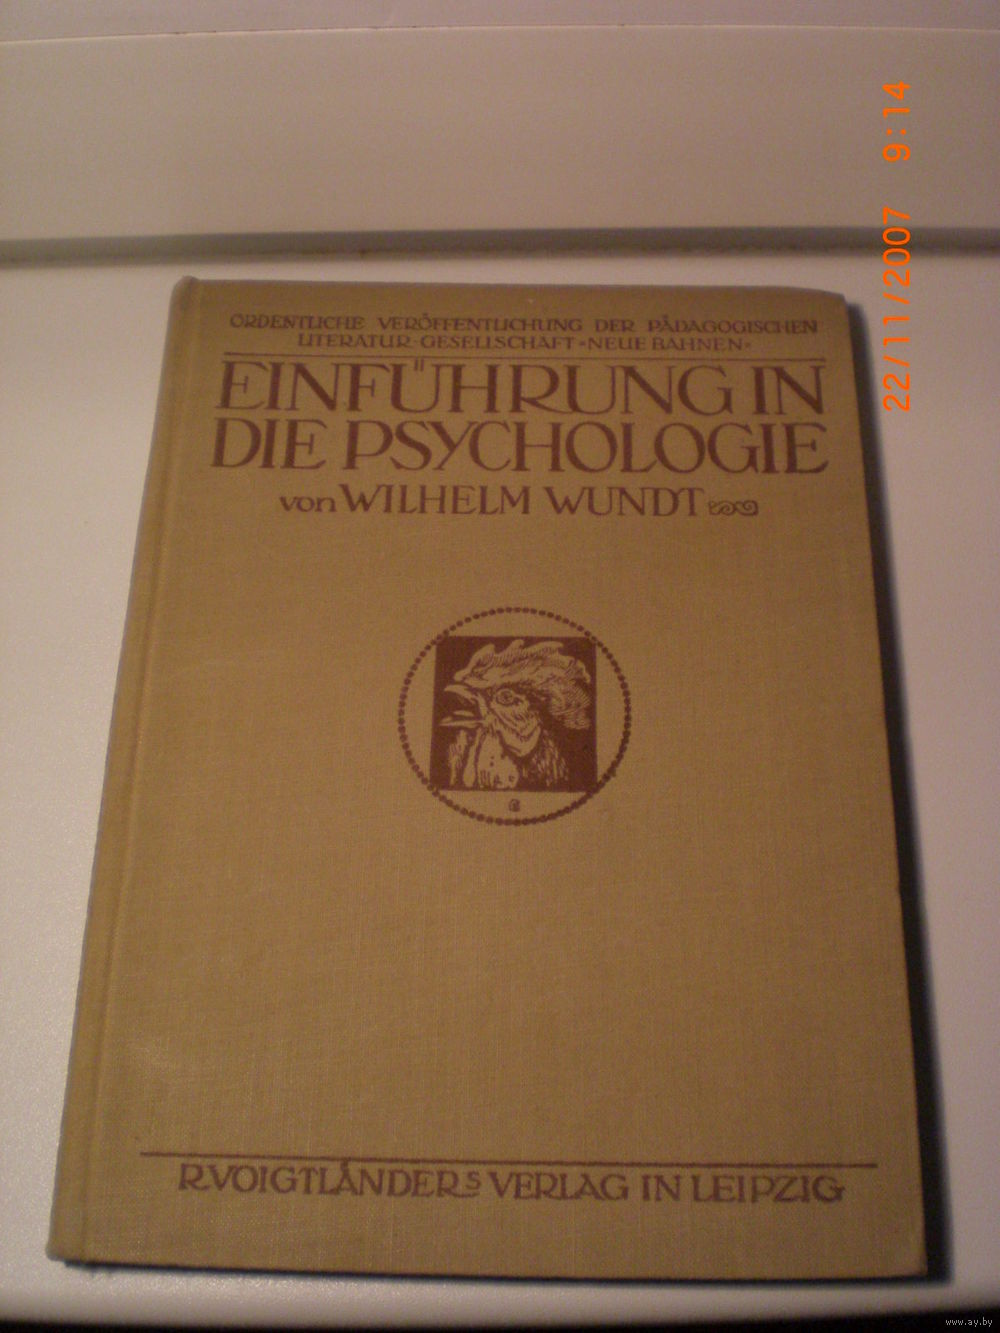 ORDENTLICHE VERÖFFENTLICHUNG DER PÄDAGOGISCHEN
LITERATUR-GESELLSCHAFT «NEUE BAHNEN»
EINFÜHRUNG IN
DIE PSYCHOLOGIE
von WILHELM WUNDT
R. VOIGTLÄNDERS VERLAG IN LEIPZIG
22/11/2007 9:14
www.ay.by